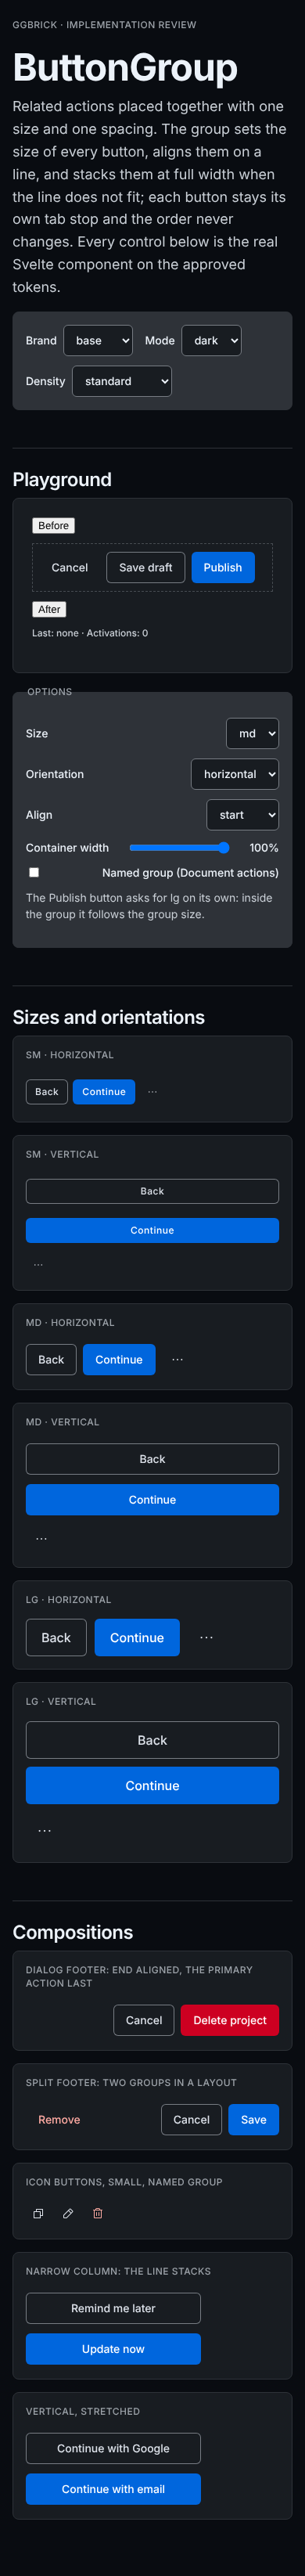 GGBRICK · IMPLEMENTATION REVIEW
ButtonGroup
Related actions placed together with one
size and one spacing. The group sets the
size of every button, aligns them on a
line, and stacks them at full width when
the line does not fit; each button stays its
own tab stop and the order never
changes. Every control below is the real
Svelte component on the approved
tokens.
Brand base Mode dark
Density standard
Playground
Before
Cancel Save draft Publish
After
Last: none · Activations: 0
OPTIONS
Size md
Orientation horizontal
Align start
Container width 100%
Named group (Document actions)
The Publish button asks for lg on its own: inside
the group it follows the group size.
Sizes and orientations
SM · HORIZONTAL
Back Continue ···
SM · VERTICAL
Back
Continue
···
MD · HORIZONTAL
Back Continue ···
MD · VERTICAL
Back
Continue
···
LG · HORIZONTAL
Back Continue ···
LG · VERTICAL
Back
Continue
···
Compositions
DIALOG FOOTER: END ALIGNED, THE PRIMARY
ACTION LAST
Cancel Delete project
SPLIT FOOTER: TWO GROUPS IN A LAYOUT
Remove Cancel Save
ICON BUTTONS, SMALL, NAMED GROUP
NARROW COLUMN: THE LINE STACKS
Remind me later
Update now
VERTICAL, STRETCHED
Continue with Google
Continue with email